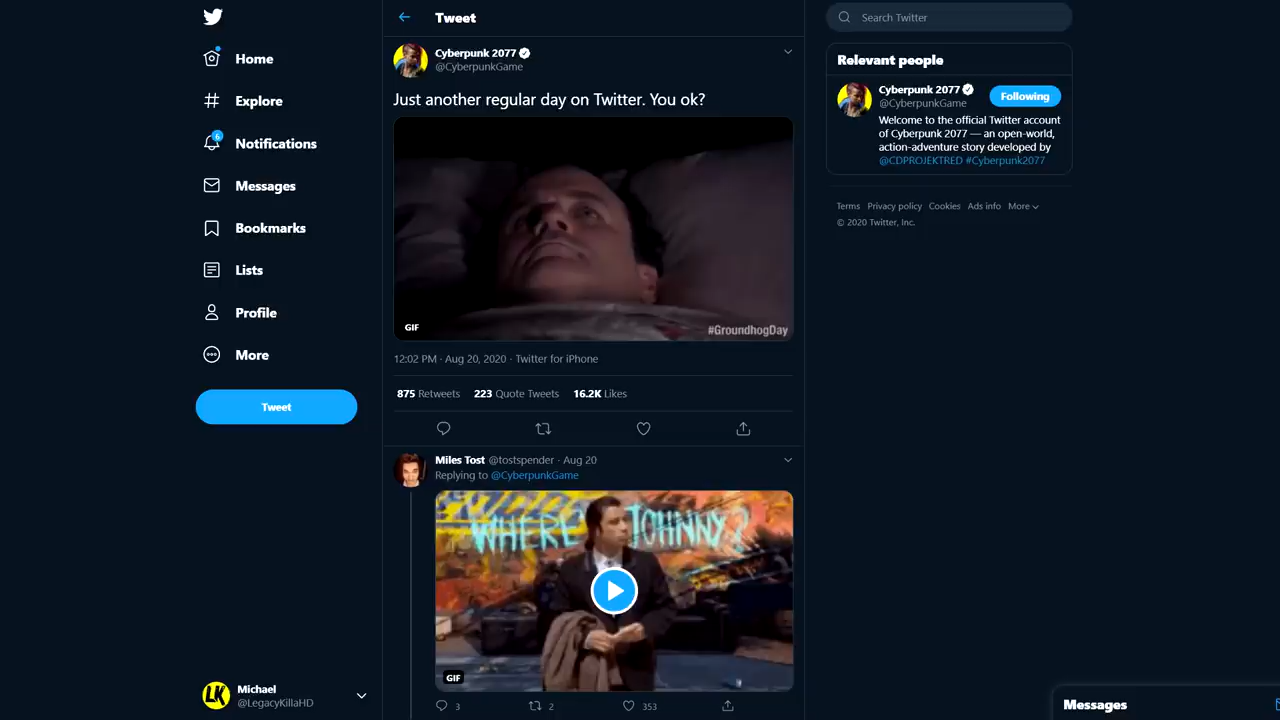 Home
Explore
6
Notifications
Messages
Bookmarks
Lists
Profile
More
Tweet
Michael
@LegacyKillaHD
LK
Tweet
Cyberpunk 2077
@CyberpunkGame
Just another regular day on Twitter. You ok?
GIF
#GroundhogDay
12:02 PM · Aug 20, 2020 · Twitter for iPhone
875 Retweets 223 Quote Tweets 16.2K Likes
Miles Tost @tostspender · Aug 20
Replying to @CyberpunkGame
WHERE JOHNNY?
GIF
3 2 353
Search Twitter
Relevant people
Cyberpunk 2077
@CyberpunkGame
Following
Welcome to the official Twitter account
of Cyberpunk 2077 — an open-world,
action-adventure story developed by
@CDPROJEKTRED #Cyberpunk2077
Terms Privacy policy Cookies Ads info More
© 2020 Twitter, Inc.
Messages